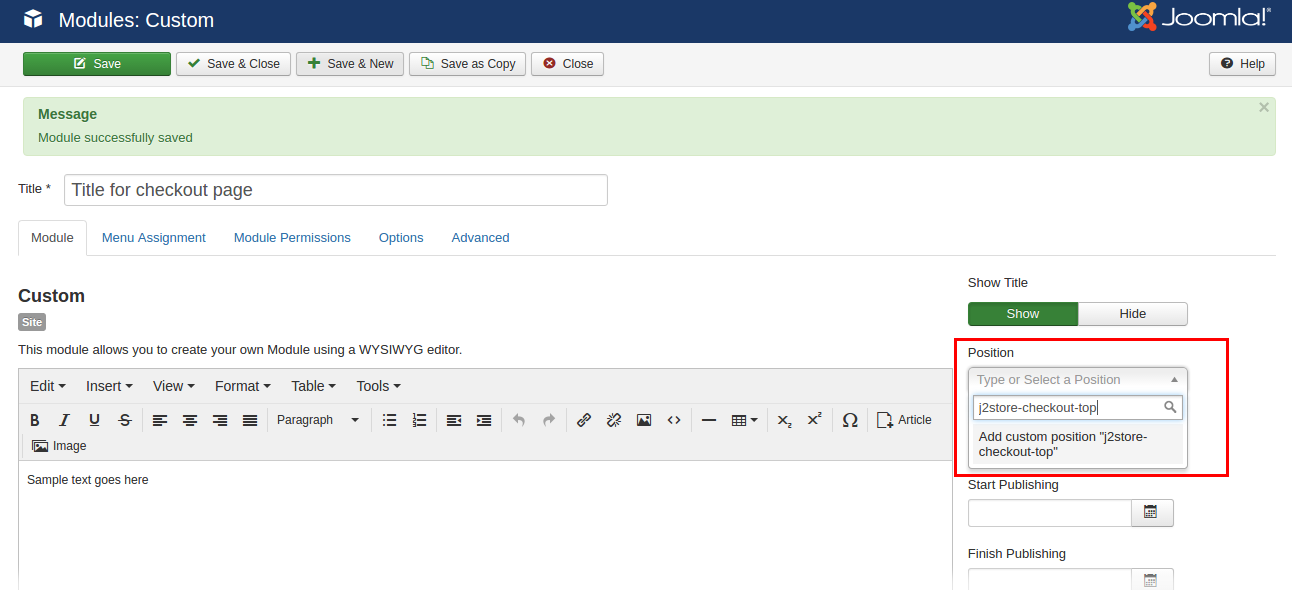 Modules: Custom
Joomla!®
Save
Save & Close
Save & New
Save as Copy
Close
Help
Message
Module successfully saved
×
Title *
Title for checkout page
Module
Menu Assignment
Module Permissions
Options
Advanced
Custom
Site
This module allows you to create your own Module using a WYSIWYG editor.
Edit
Insert
View
Format
Table
Tools
B I U S
Paragraph
x₂ x²
Ω
Article
Image
Sample text goes here
Show Title
Show
Hide
Position
Type or Select a Position
j2store-checkout-top
Add custom position "j2store-
checkout-top"
Start Publishing
Finish Publishing